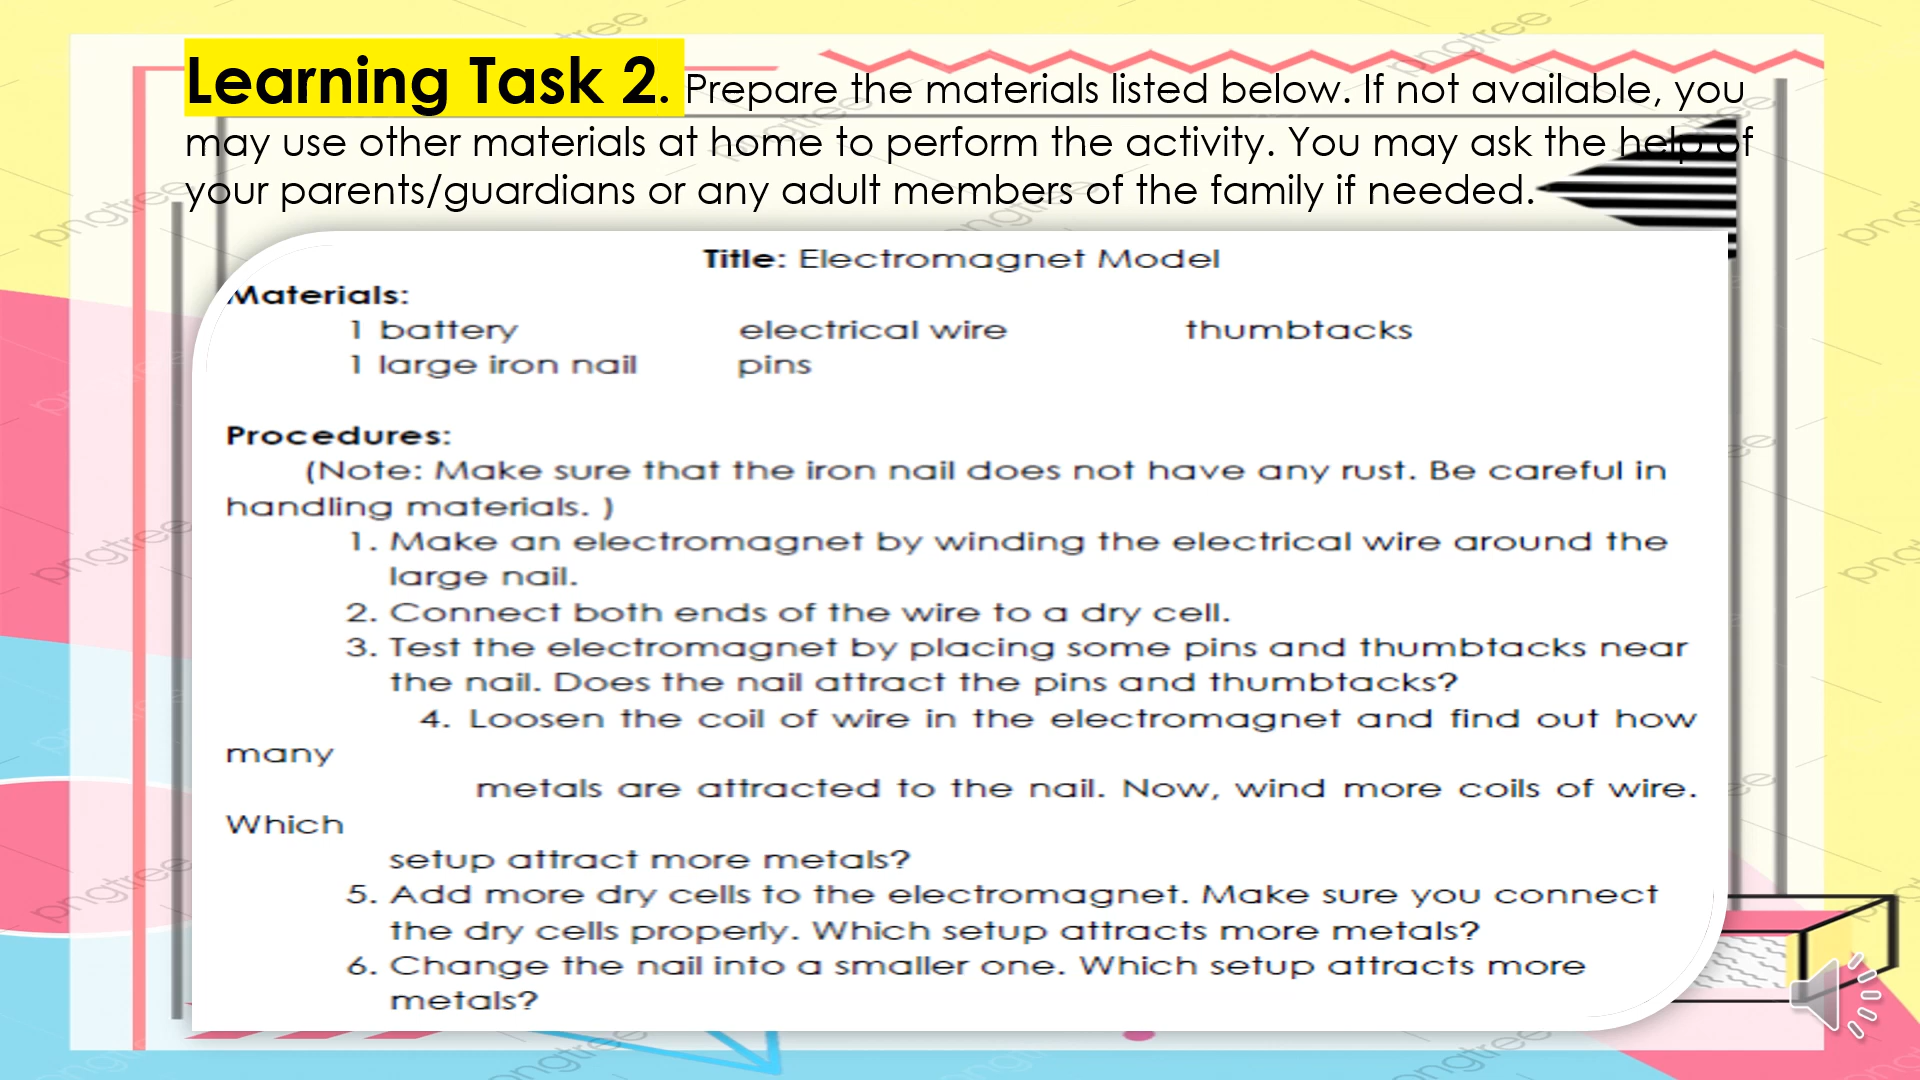 Learning Task 2. Prepare the materials listed below. If not available, you
may use other materials at home to perform the activity. You may ask the help of
your parents/guardians or any adult members of the family if needed.
Title: Electromagnet Model
Materials:
1 battery electrical wire thumbtacks
1 large iron nail pins
Procedures:
(Note: Make sure that the iron nail does not have any rust. Be careful in
handling materials. )
1. Make an electromagnet by winding the electrical wire around the
large nail.
2. Connect both ends of the wire to a dry cell.
3. Test the electromagnet by placing some pins and thumbtacks near
the nail. Does the nail attract the pins and thumbtacks?
4. Loosen the coil of wire in the electromagnet and find out how
many
metals are attracted to the nail. Now, wind more coils of wire.
Which
setup attract more metals?
5. Add more dry cells to the electromagnet. Make sure you connect
the dry cells properly. Which setup attracts more metals?
6. Change the nail into a smaller one. Which setup attracts more
metals?